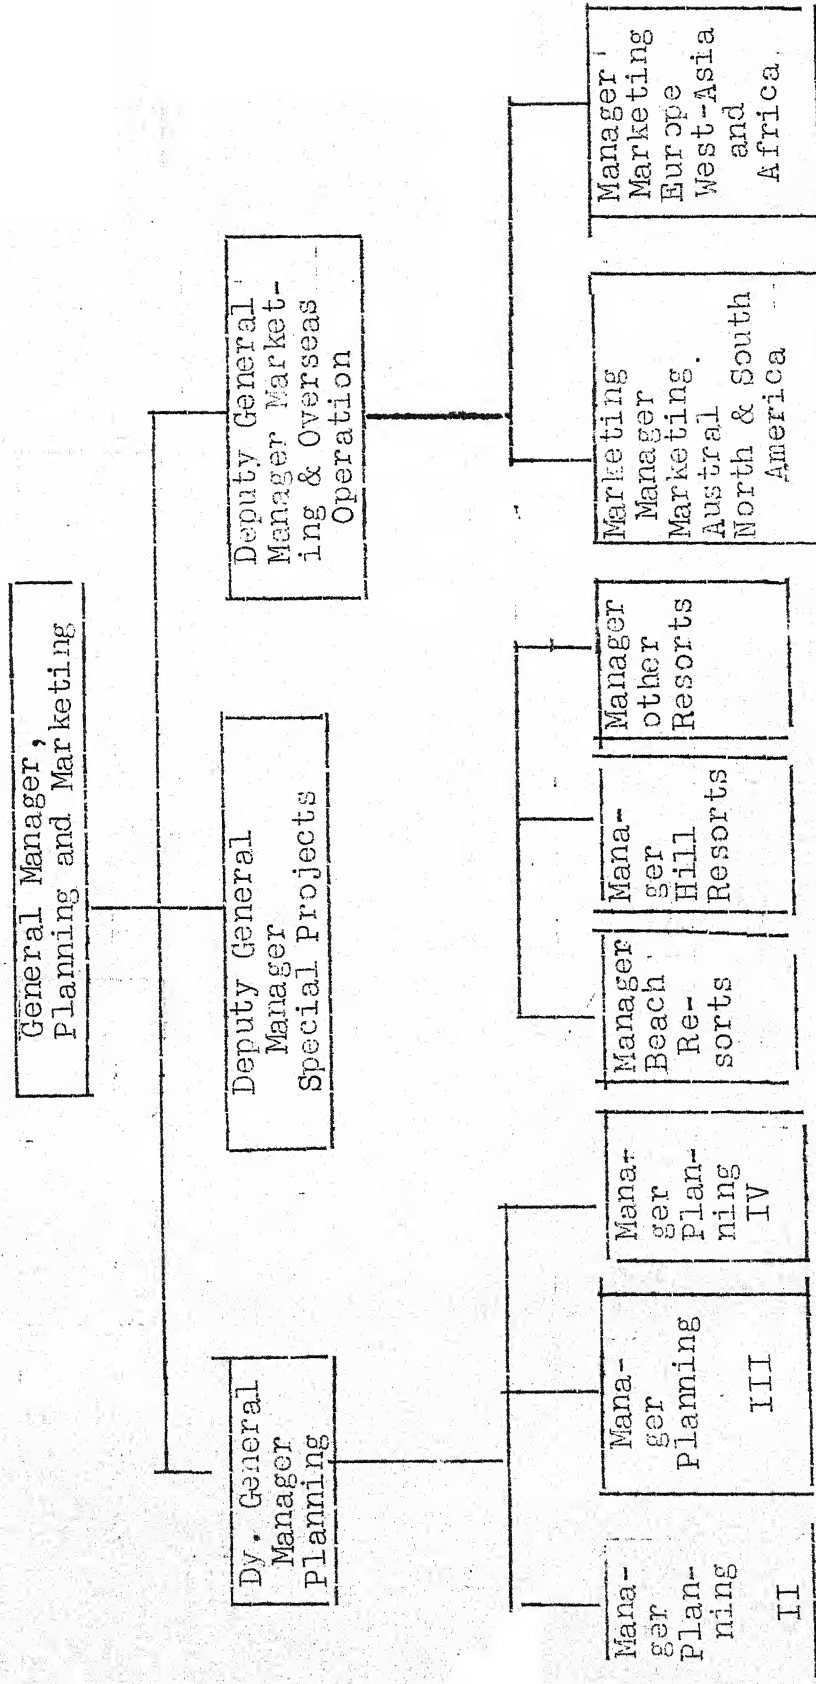 General Manager,
Planning and Marketing
Dy. General
Manager
Planning
Deputy General
Manager
Special Projects
Deputy General
Manager Market-
ing & Overseas
Operation
Mana-
ger
Plan-
ning
II
Mana-
ger
Planning
III
Mana-
ger
Plan-
ning
IV
Manager
Beach
Re-
sorts
Mana-
ger
Hill
Resorts
Manager
other
Resorts
Marketing
Manager
Marketing.
Austral.
North & South
America
Manager
Marketing
Europe
West-Asia
and
Africa